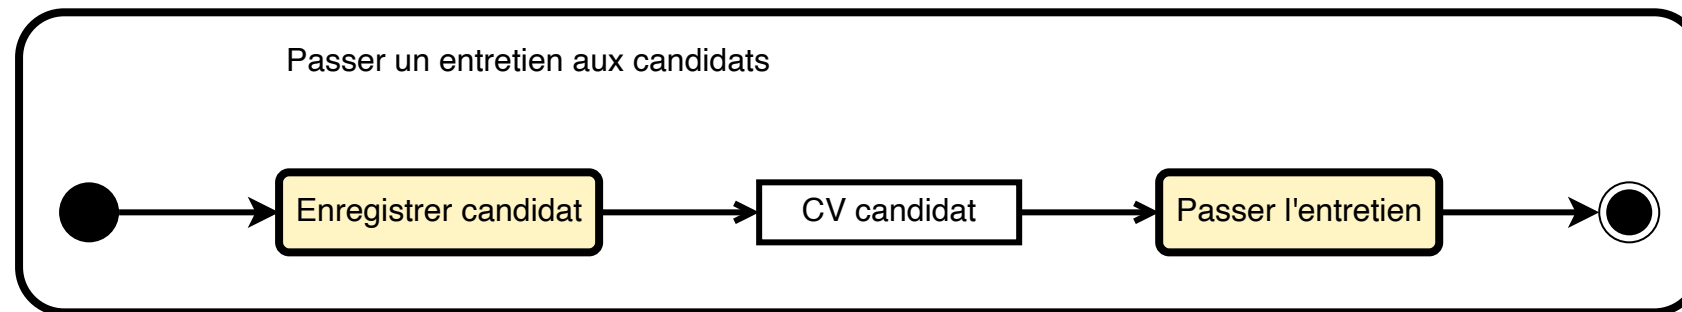 Passer un entretien aux candidats
Enregistrer candidat
CV candidat
Passer l'entretien